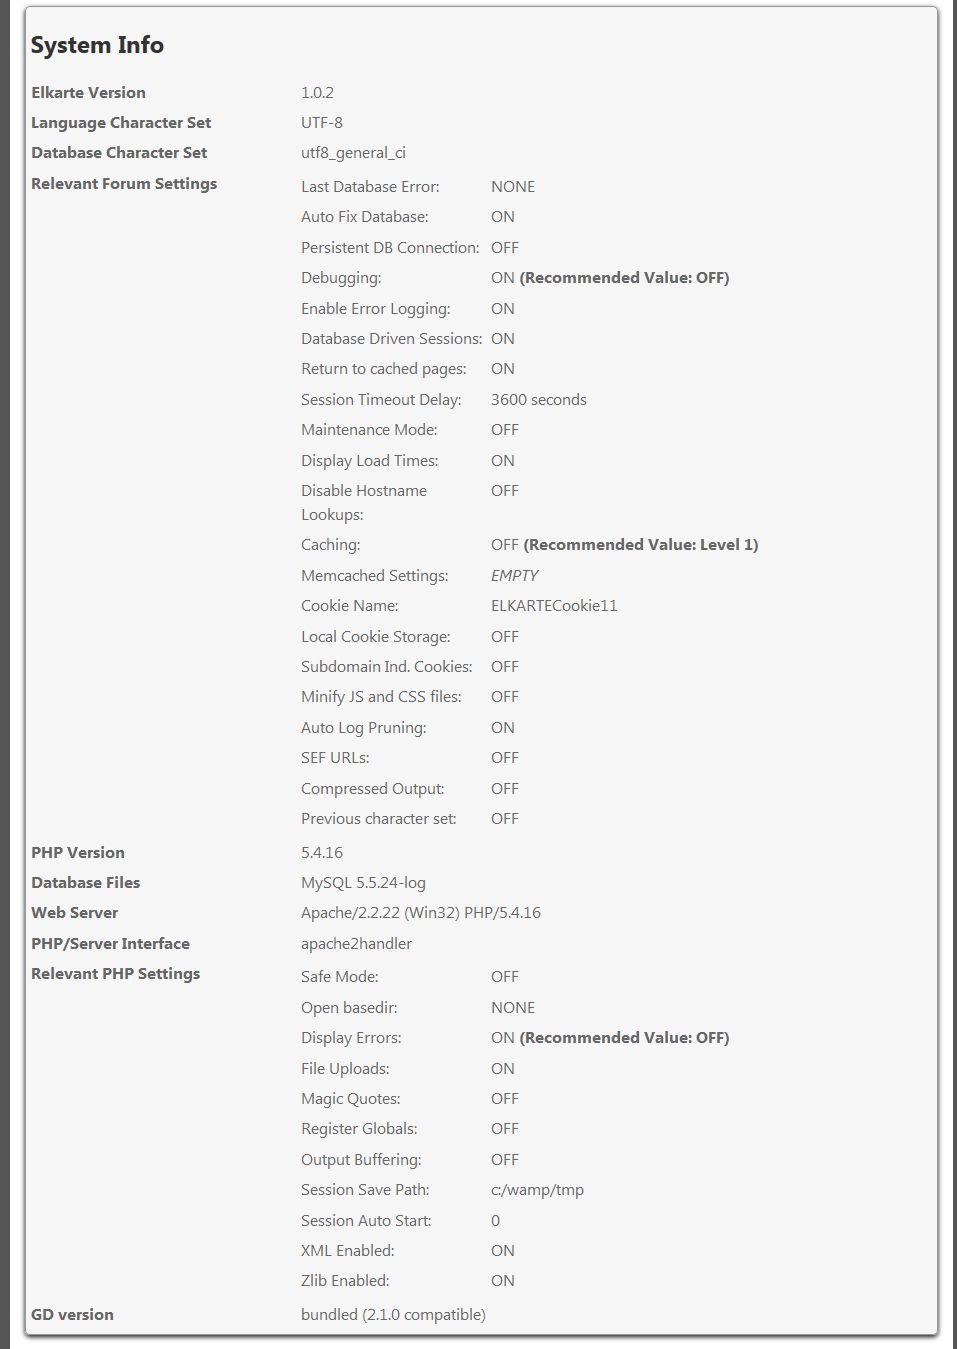 System Info
Elkarte Version 1.0.2
Language Character Set UTF-8
Database Character Set utf8_general_ci
Relevant Forum Settings Last Database Error: NONE
Auto Fix Database: ON
Persistent DB Connection: OFF
Debugging: ON (Recommended Value: OFF)
Enable Error Logging: ON
Database Driven Sessions: ON
Return to cached pages: ON
Session Timeout Delay: 3600 seconds
Maintenance Mode: OFF
Display Load Times: ON
Disable Hostname OFF
Lookups:
Caching: OFF (Recommended Value: Level 1)
Memcached Settings: EMPTY
Cookie Name: ELKARTECookie11
Local Cookie Storage: OFF
Subdomain Ind. Cookies: OFF
Minify JS and CSS files: OFF
Auto Log Pruning: ON
SEF URLs: OFF
Compressed Output: OFF
Previous character set: OFF
PHP Version 5.4.16
Database Files MySQL 5.5.24-log
Web Server Apache/2.2.22 (Win32) PHP/5.4.16
PHP/Server Interface apache2handler
Relevant PHP Settings Safe Mode: OFF
Open basedir: NONE
Display Errors: ON (Recommended Value: OFF)
File Uploads: ON
Magic Quotes: OFF
Register Globals: OFF
Output Buffering: OFF
Session Save Path: c:/wamp/tmp
Session Auto Start: 0
XML Enabled: ON
Zlib Enabled: ON
GD version bundled (2.1.0 compatible)